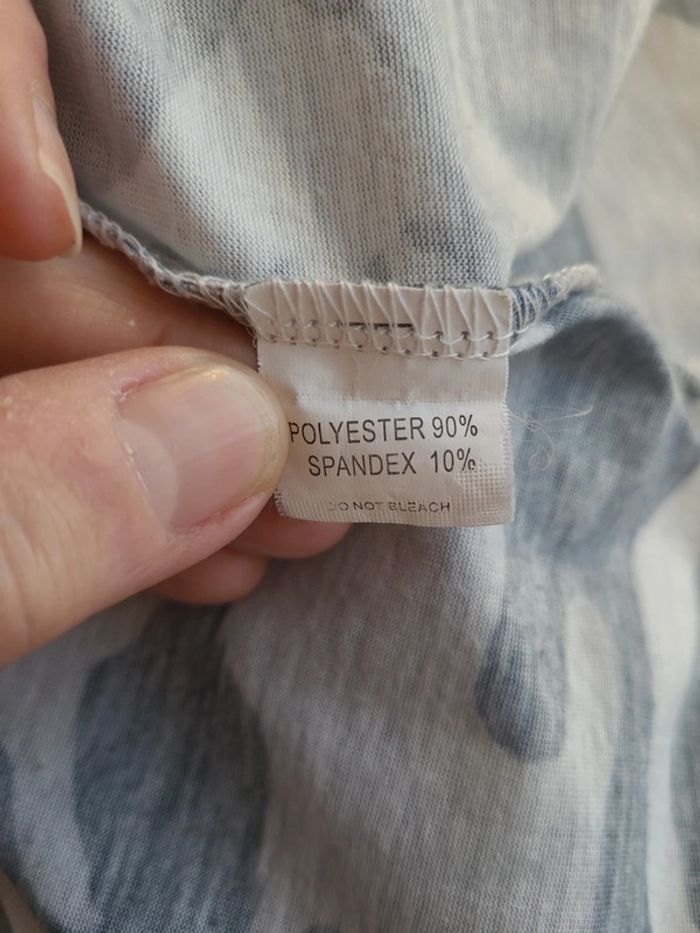 POLYESTER 90%
SPANDEX 10%
DO NOT BLEACH